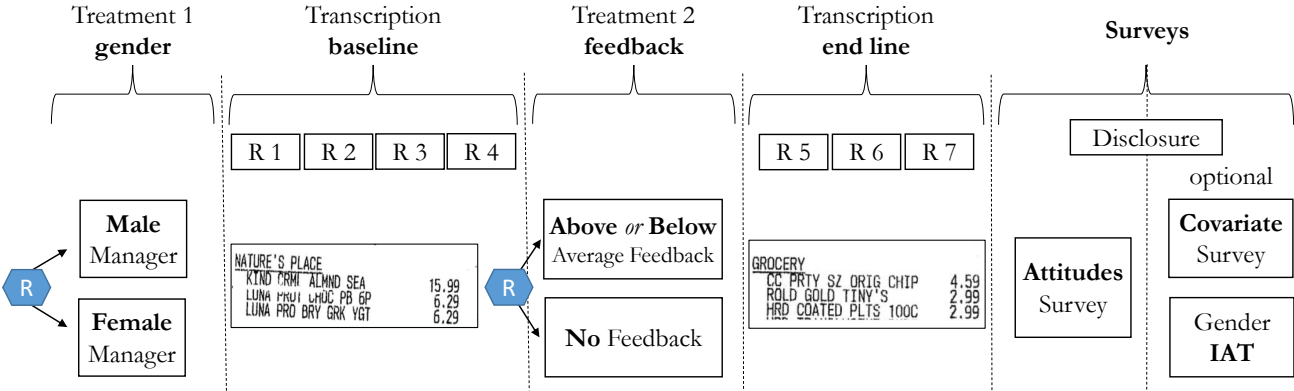 Treatment 1
gender
Transcription
baseline
Treatment 2
feedback
Transcription
end line
Surveys
R 1
R 2
R 3
R 4
R 5
R 6
R 7
Disclosure
optional
R
Male
Manager
Female
Manager
NATURE'S PLACE
KIND CRML ALMND SEA 15.99
LUNA PROT CHOC PB 6P 6.29
LUNA PRO BRY GRK YGT 6.29
R
Above or Below
Average Feedback
No Feedback
GROCERY
CC PRTY SZ ORIG CHIP 4.59
ROLD GOLD TINY'S 2.99
HRD COATED PLTS 100C 2.99
Attitudes
Survey
Covariate
Survey
Gender
IAT